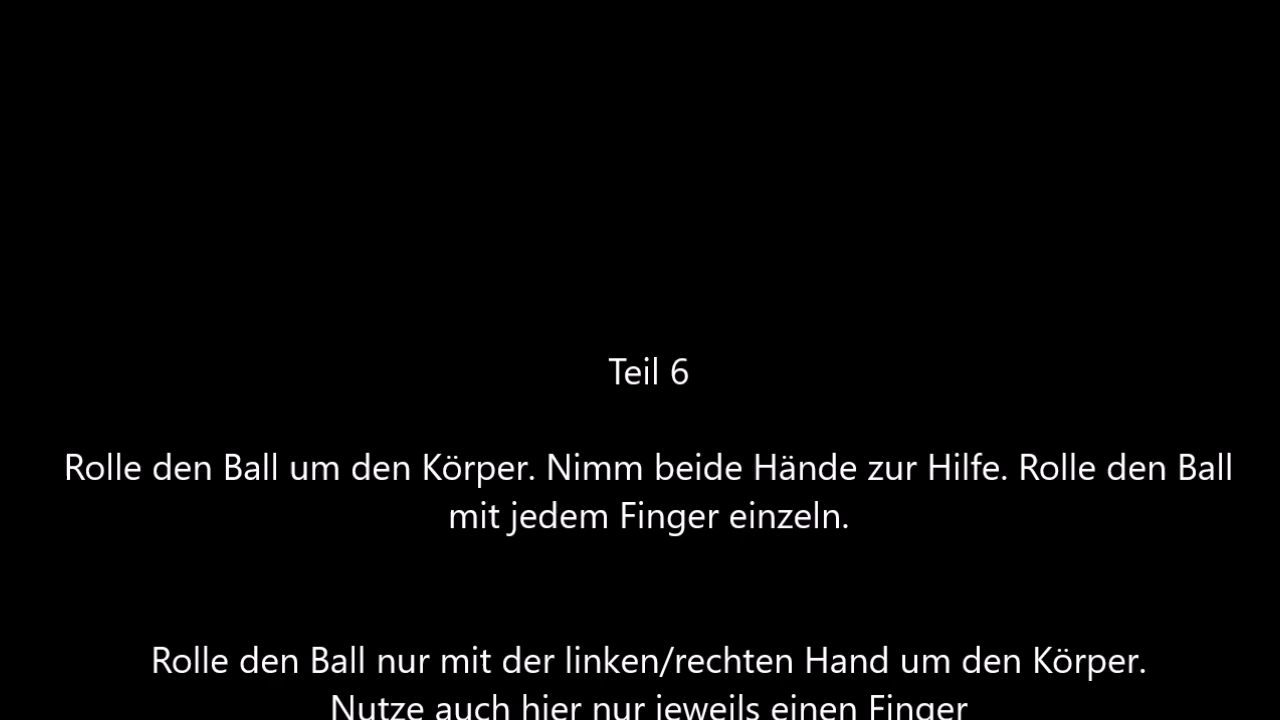 Teil 6
Rolle den Ball um den Körper. Nimm beide Hände zur Hilfe. Rolle den Ball
mit jedem Finger einzeln.
Rolle den Ball nur mit der linken/rechten Hand um den Körper.
Nutze auch hier nur jeweils einen Finger